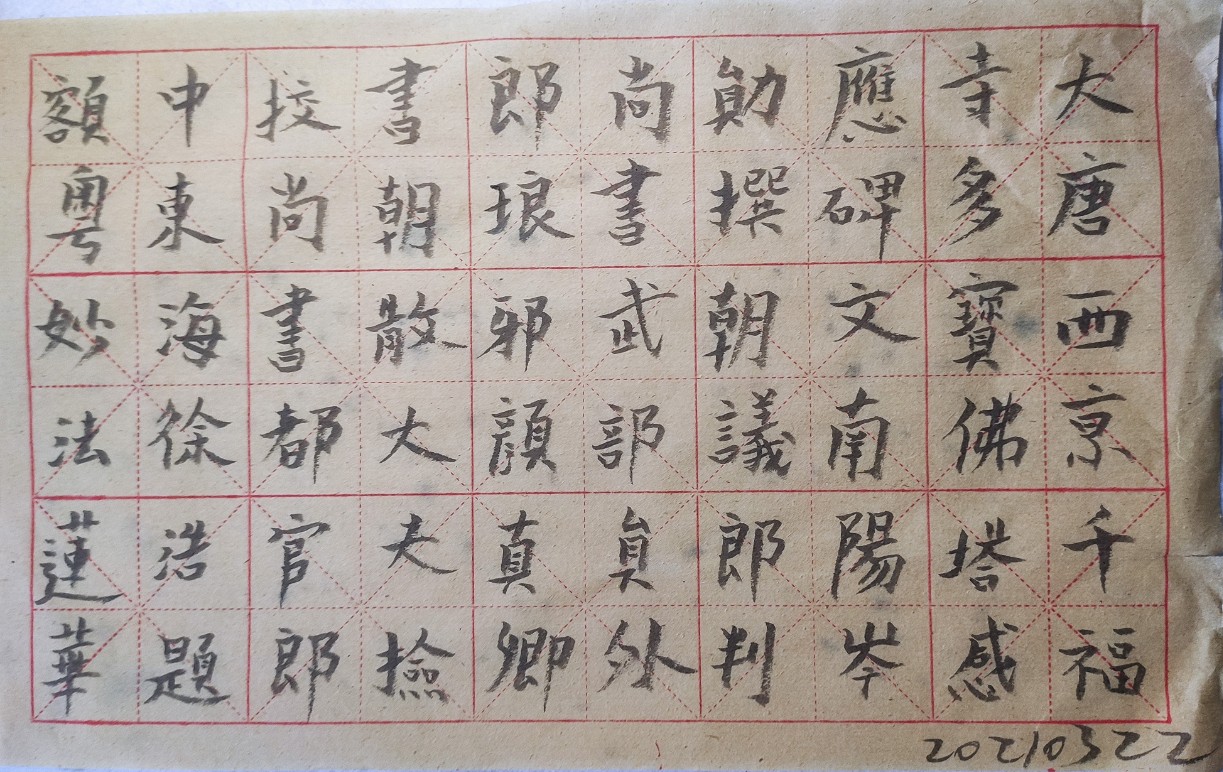 大唐西京千福
寺多寶佛塔感
應碑文南陽岑
勛撰朝議郎判
尚書武部員外
郎琅邪顏真卿
書朝散大夫撿
挍尚書都官郎
中東海徐浩題
額粵妙法蓮華
20210322